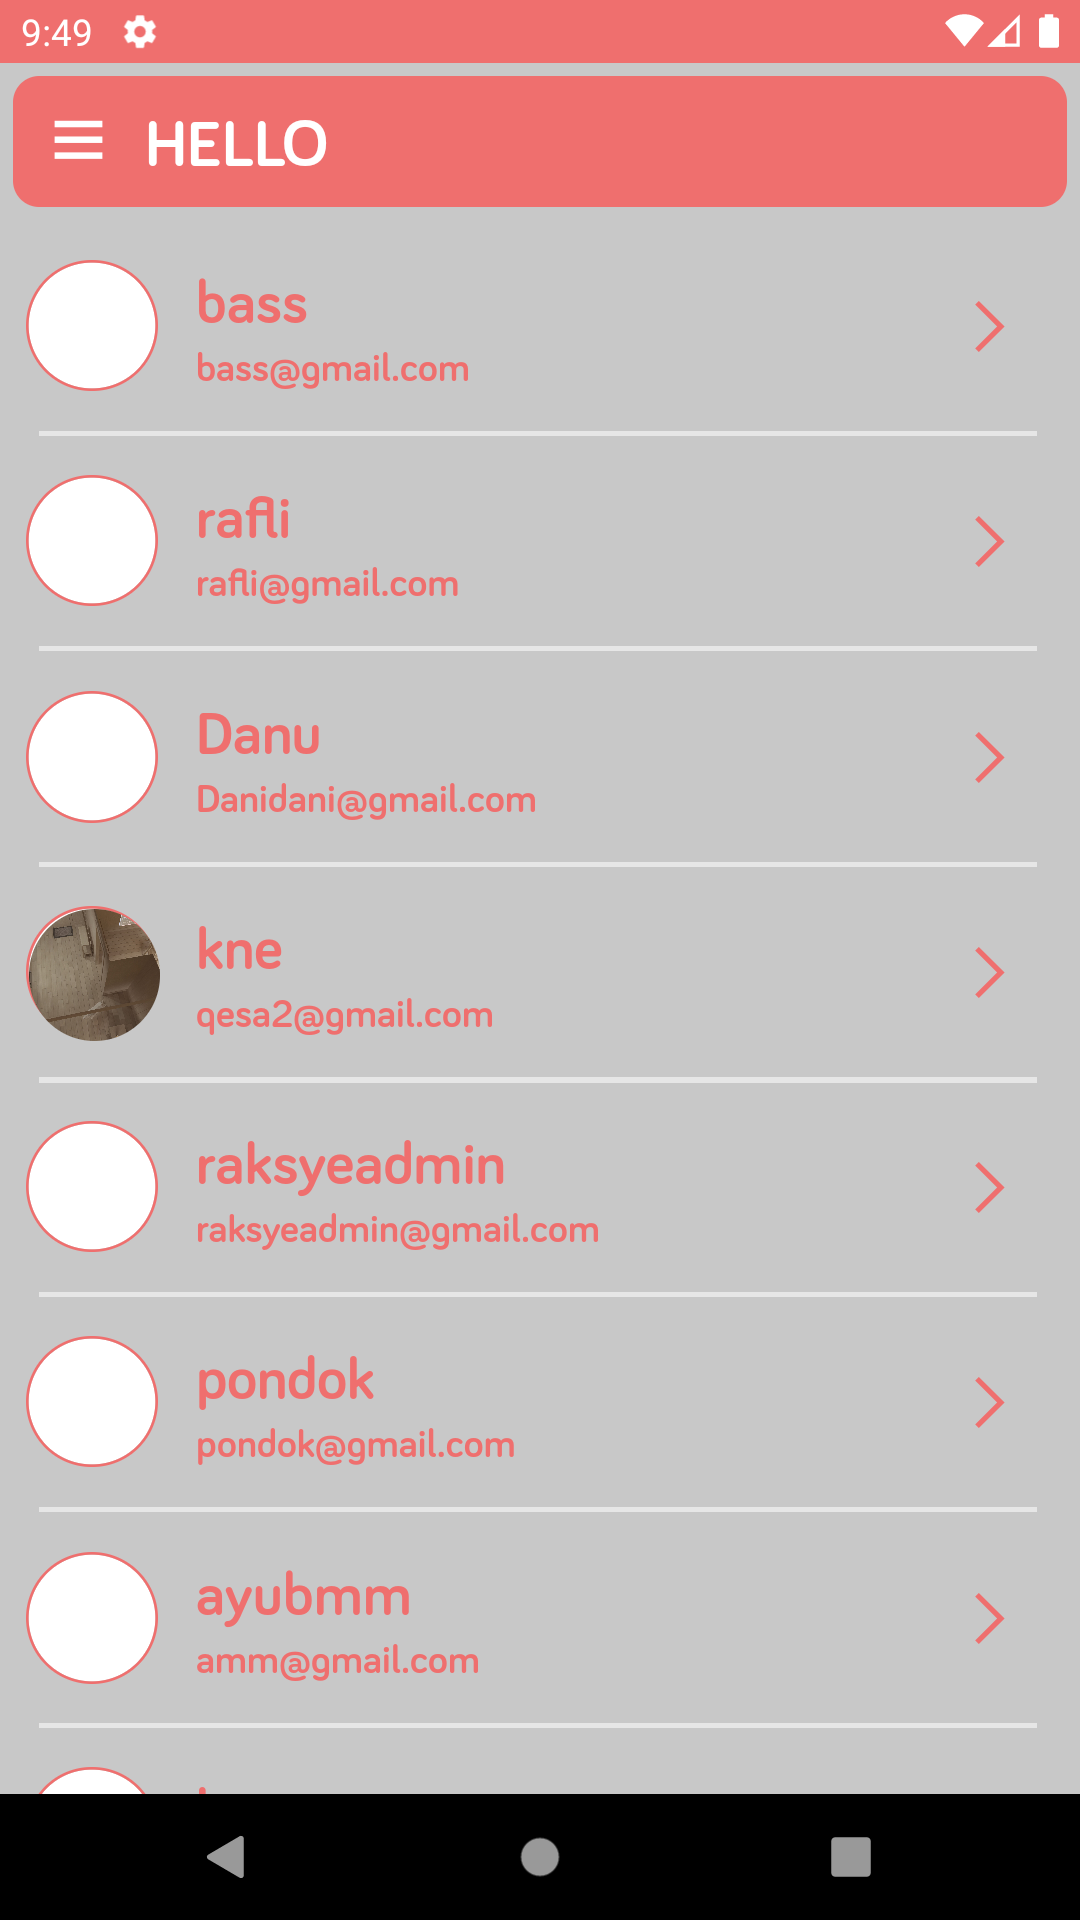 9:49
HELLO
bass
bass@gmail.com
rafli
rafli@gmail.com
Danu
Danidani@gmail.com
kne
qesa2@gmail.com
raksyeadmin
raksyeadmin@gmail.com
pondok
pondok@gmail.com
ayubmm
amm@gmail.com